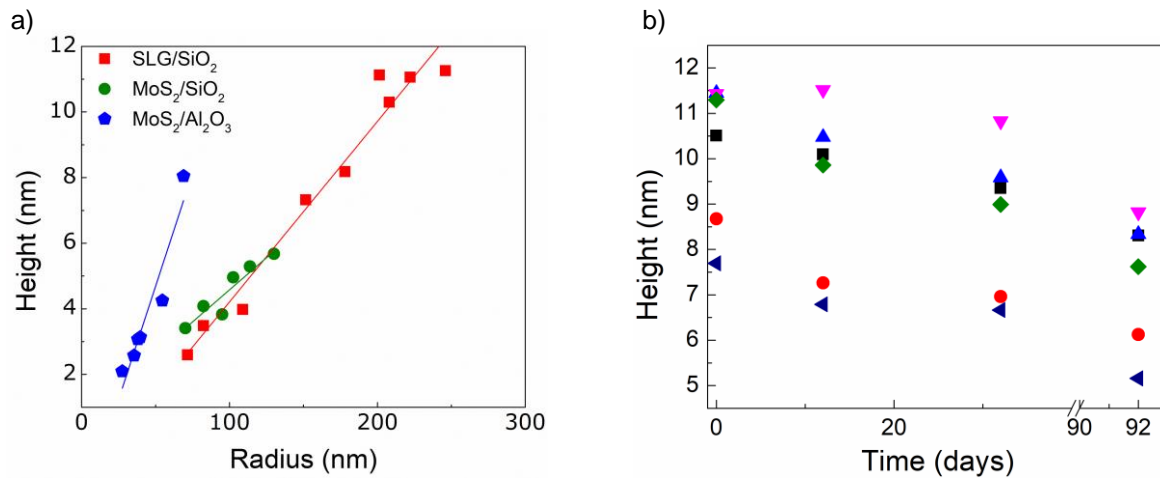 a)
SLG/SiO₂
MoS₂/SiO₂
MoS₂/Al₂O₃
12
10
8
6
4
2
Height (nm)
0
100
200
300
Radius (nm)
b)
12
11
10
9
8
7
6
5
Height (nm)
0
20
90
92
Time (days)